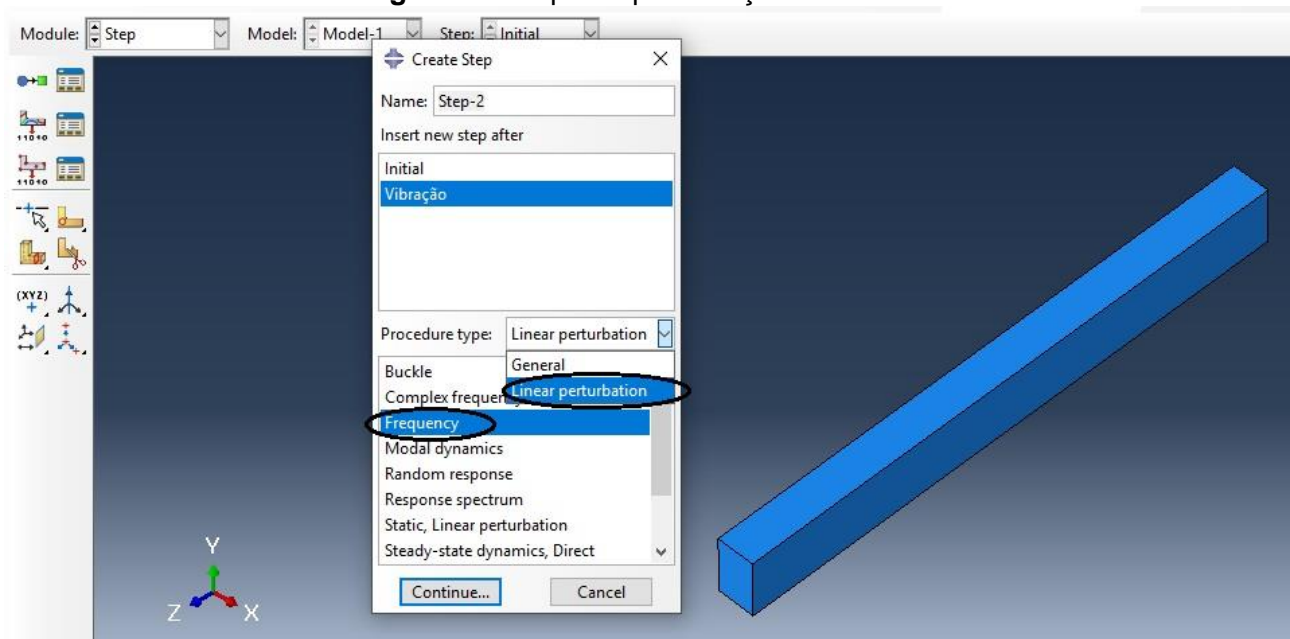 Module: Step Model: Model-1 Step: Initial
Create Step
Name: Step-2
Insert new step after
Initial
Vibração
Procedure type: Linear perturbation
General
Linear perturbation
Buckle
Complex
Frequency
Modal dynamics
Random response
Response spectrum
Static, Linear perturbation
Steady-state dynamics, Direct
Continue... Cancel
(XYZ)
Y
Z X